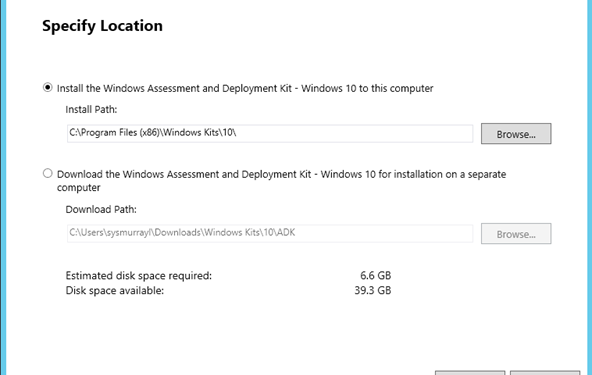 Specify Location
Install the Windows Assessment and Deployment Kit - Windows 10 to this computer
Install Path:
C:\Program Files (x86)\Windows Kits\10\
Browse...
Download the Windows Assessment and Deployment Kit - Windows 10 for installation on a separate
computer
Download Path:
C:\Users\sysmurrayl\Downloads\Windows Kits\10\ADK
Browse...
Estimated disk space required: 6.6 GB
Disk space available: 39.3 GB